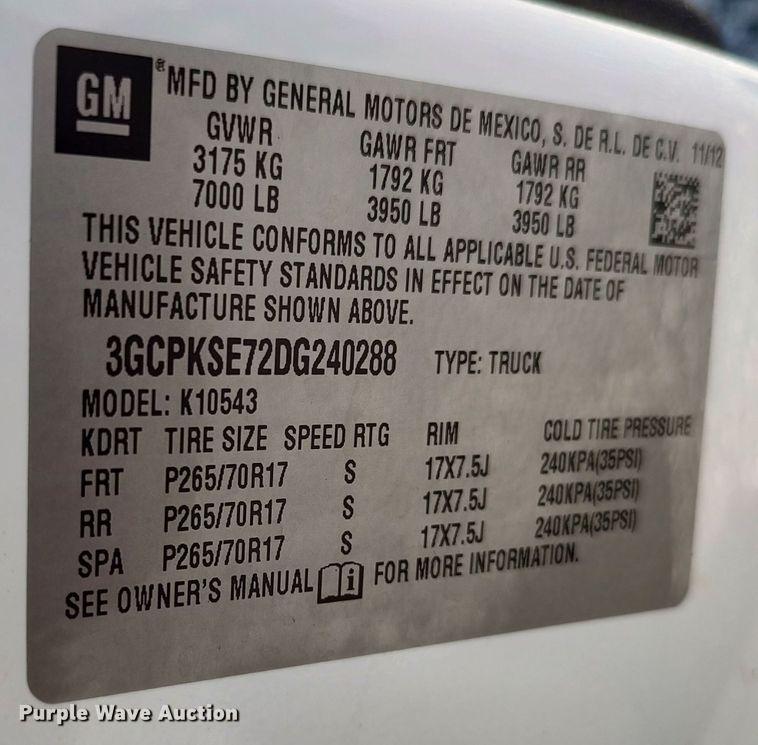 GM
® MFD BY GENERAL MOTORS DE MEXICO, S. DE R.L. DE C.V. 11/12
GVWR GAWR FRT GAWR RR
3175 KG 1792 KG 1792 KG
7000 LB 3950 LB 3950 LB
THIS VEHICLE CONFORMS TO ALL APPLICABLE U.S. FEDERAL MOTOR
VEHICLE SAFETY STANDARDS IN EFFECT ON THE DATE OF
MANUFACTURE SHOWN ABOVE.
3GCPKSE72DG240288 TYPE: TRUCK
MODEL: K10543
KDRT TIRE SIZE SPEED RTG RIM COLD TIRE PRESSURE
FRT P265/70R17 S 17X7.5J 240KPA(35PSI)
RR P265/70R17 S 17X7.5J 240KPA(35PSI)
SPA P265/70R17 S 17X7.5J 240KPA(35PSI)
SEE OWNER'S MANUAL i FOR MORE INFORMATION.
Purple Wave Auction